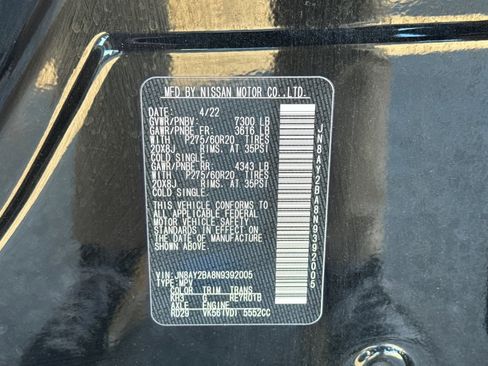 MFD BY NISSAN MOTOR CO.,LTD.
DATE: 4/22
GVWR/PNBV: 7300 LB
GAWR/PNBE FR: 3616 LB
WITH P275/60R20 TIRES
20X8J RIMS, AT 35PSI
COLD SINGLE.
GAWR/PNBE RR: 4343 LB
WITH P275/60R20 TIRES
20X8J RIMS, AT 35PSI
COLD SINGLE.
THIS VEHICLE CONFORMS TO
ALL APPLICABLE FEDERAL
MOTOR VEHICLE SAFETY
STANDARDS IN EFFECT ON
THE DATE OF MANUFACTURE
SHOWN ABOVE.
VIN: JN8AY2BA8N9392005
TYPE: MPV
COLOR TRIM TRANS
KH3 G RE7R01B
AXLE ENGINE
RD29 VK56(VD) 5552CC
JN8AY2BA8N9392005